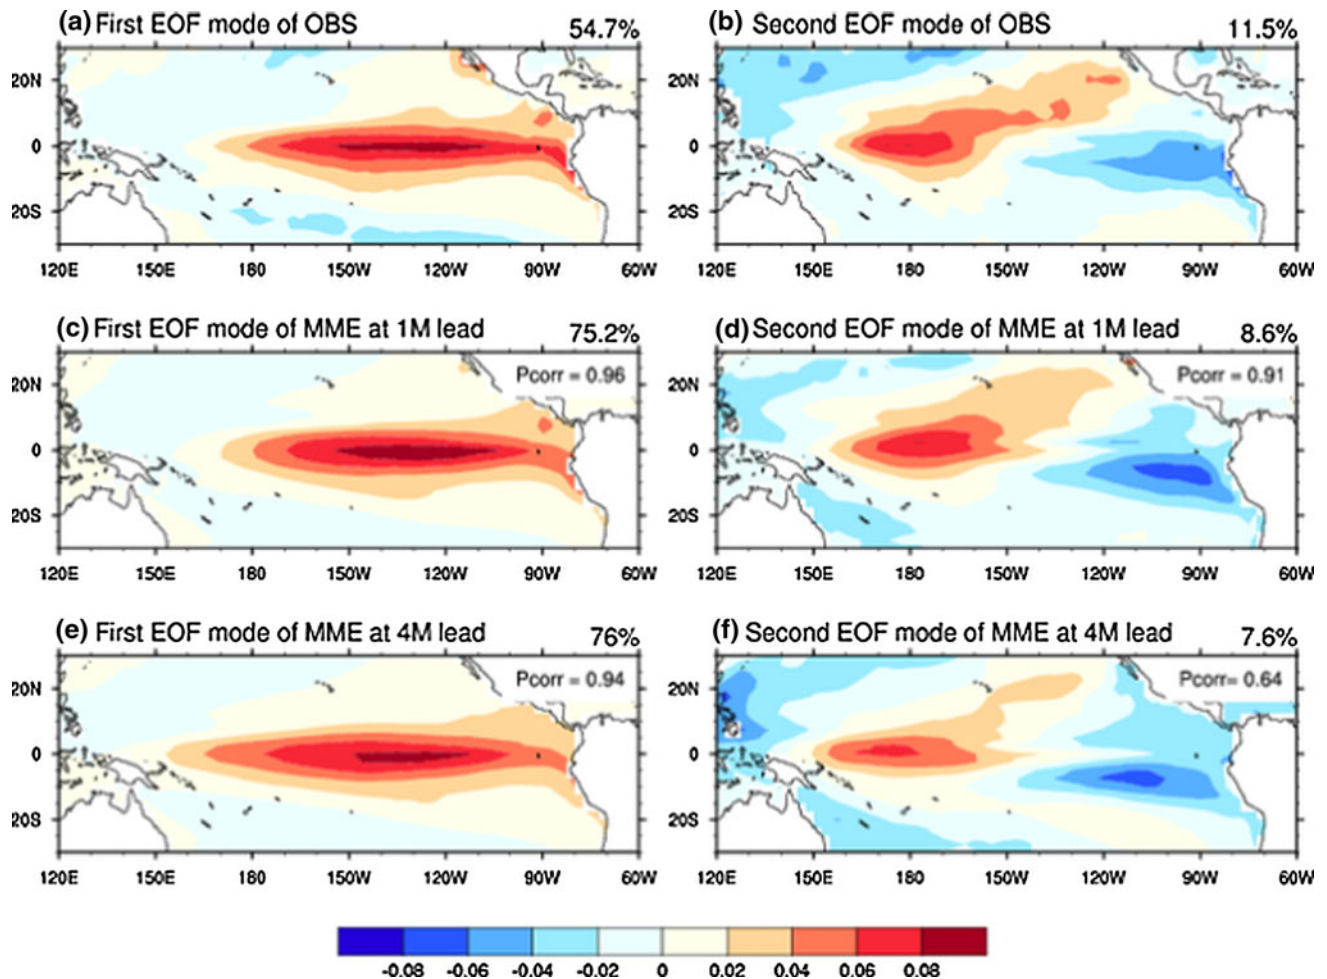 (a) First EOF mode of OBS 54.7%
(b) Second EOF mode of OBS 11.5%
20N
0
20S
120E 150E 180 150W 120W 90W 60W
20N
0
20S
120E 150E 180 150W 120W 90W 60W
(c) First EOF mode of MME at 1M lead 75.2%
(d) Second EOF mode of MME at 1M lead 8.6%
Pcorr = 0.96
20N
0
20S
120E 150E 180 150W 120W 90W 60W
Pcorr = 0.91
20N
0
20S
120E 150E 180 150W 120W 90W 60W
(e) First EOF mode of MME at 4M lead 76%
(f) Second EOF mode of MME at 4M lead 7.6%
Pcorr = 0.94
20N
0
20S
120E 150E 180 150W 120W 90W 60W
Pcorr= 0.64
20N
0
20S
120E 150E 180 150W 120W 90W 60W
-0.08 -0.06 -0.04 -0.02 0 0.02 0.04 0.06 0.08